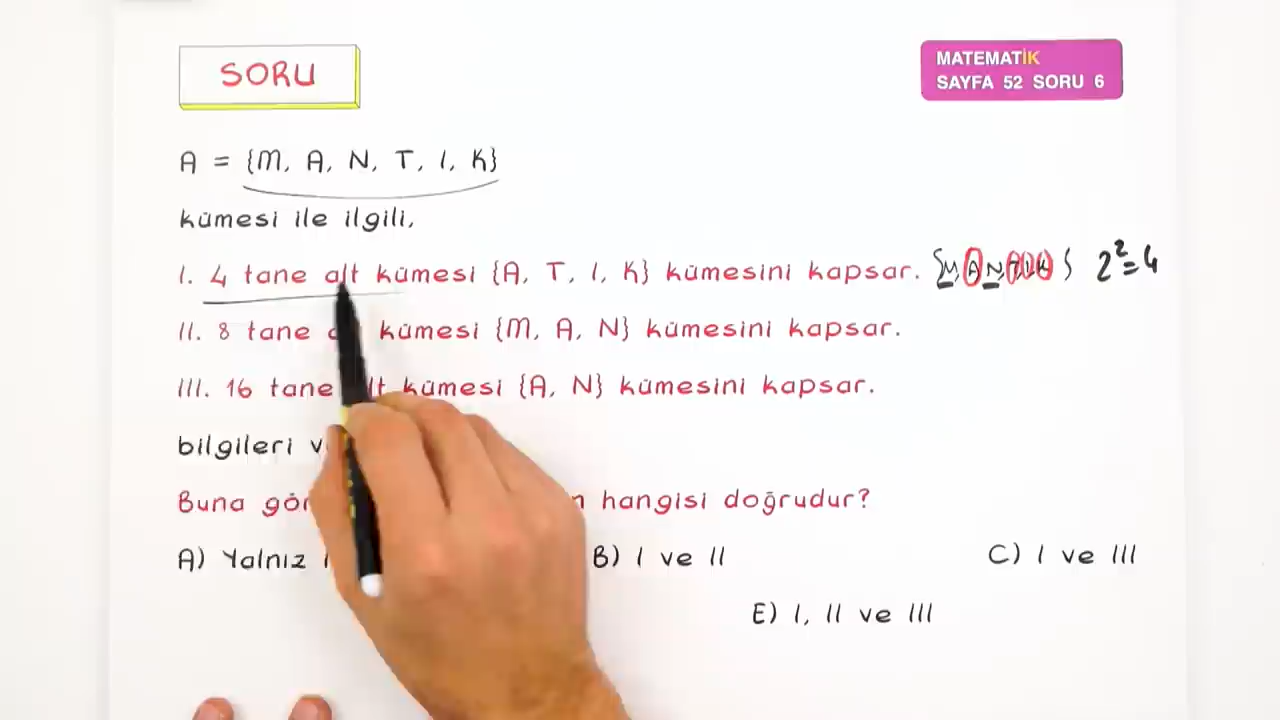 SORU
MATEMATİK
SAYFA 52 SORU 6
A = {M, A, N, T, I, K}
kümesi ile ilgili,
I. 4 tane alt kümesi {A, T, I, K} kümesini kapsar. {M, A, N, T, I, K} 2² = 4
II. 8 tane kümesi {M, A, N} kümesini kapsar.
III. 16 tane alt kümesi {A, N} kümesini kapsar.
bilgileri
Buna hangisi doğrudur?
A) Yalnız I B) I ve II C) I ve III
E) I, II ve III